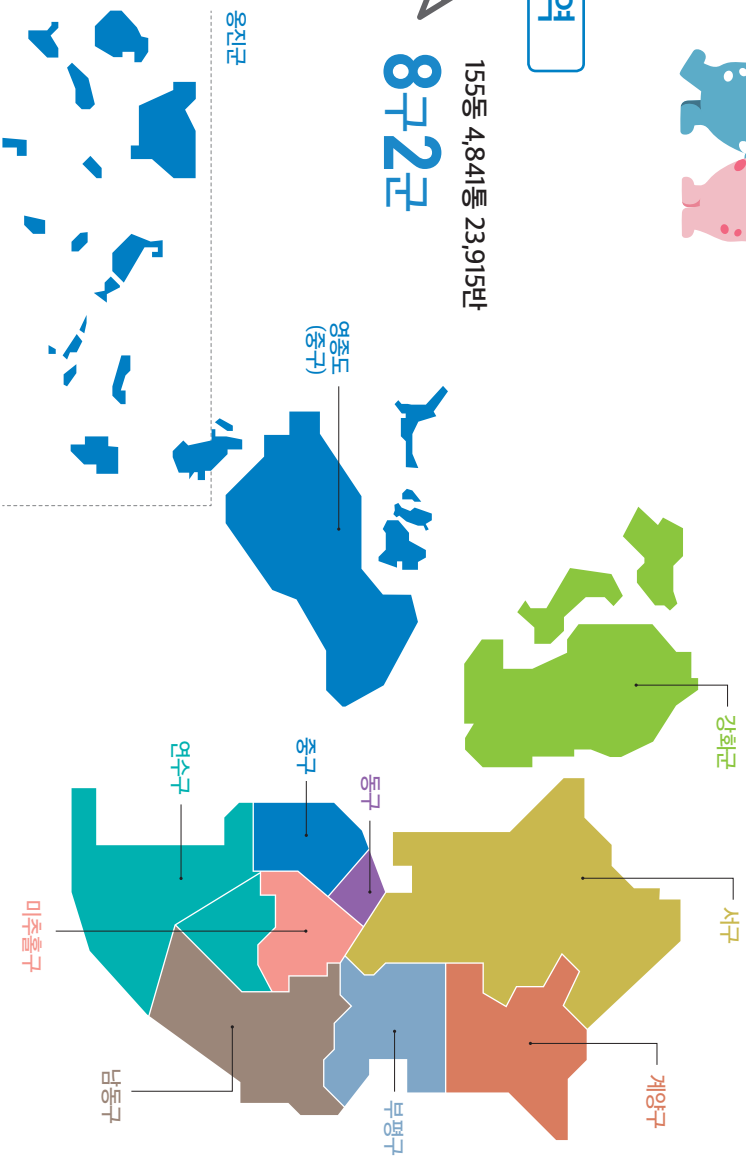 155동 4,841통 23,915반
8구2군
강화군
서구
계양구
동구
부평구
영종도
(중구)
중구
옹진군
연수구
미추홀구
남동구